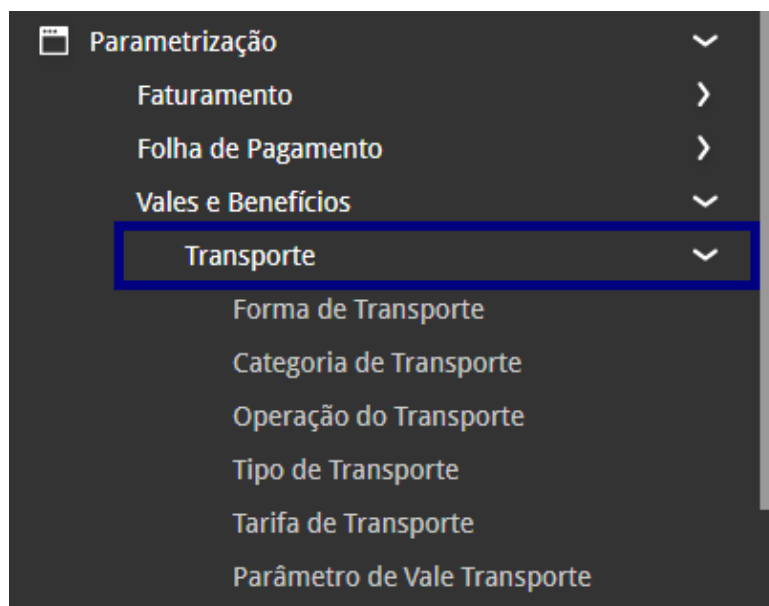 Parametrização
Faturamento
Folha de Pagamento
Vales e Benefícios
Transporte
Forma de Transporte
Categoria de Transporte
Operação do Transporte
Tipo de Transporte
Tarifa de Transporte
Parâmetro de Vale Transporte